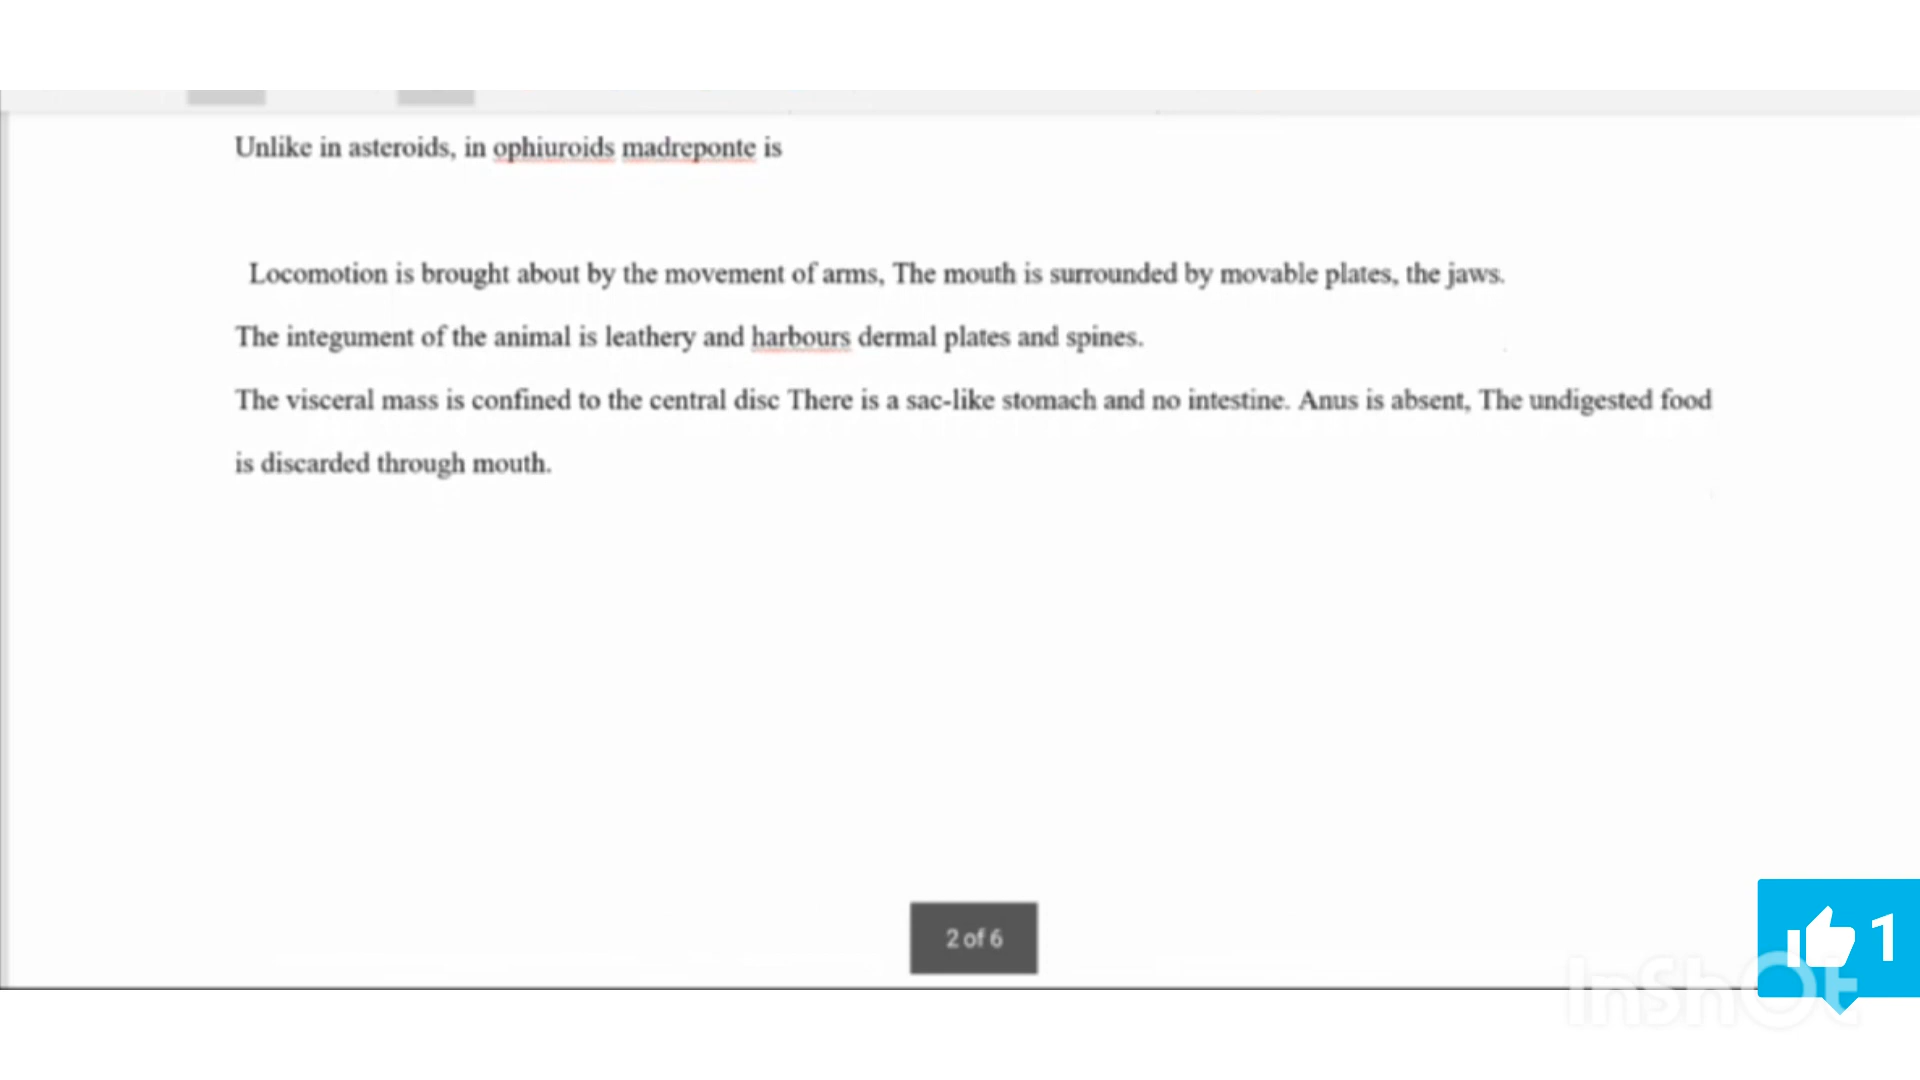 Unlike in asteroids, in ophiuroids madreponte is
Locomotion is brought about by the movement of arms, The mouth is surrounded by movable plates, the jaws.
The integument of the animal is leathery and harbours dermal plates and spines.
The visceral mass is confined to the central disc There is a sac-like stomach and no intestine. Anus is absent, The undigested food
is discarded through mouth.
2 of 6
1
InShOt